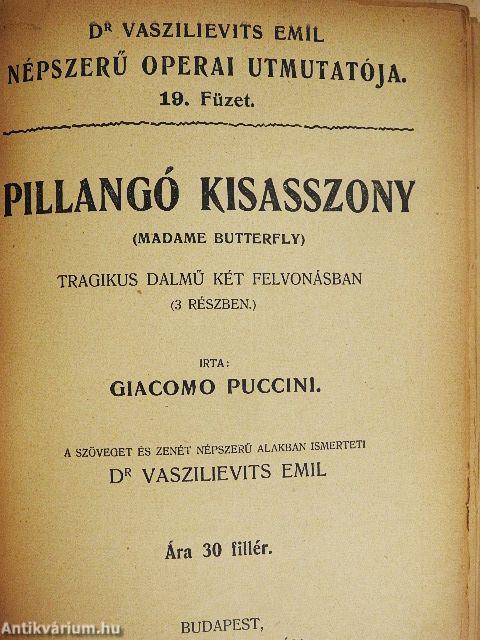 Dʳ VASZILIEVITS EMIL
NÉPSZERŰ OPERAI UTMUTATÓJA.
19. Füzet.
PILLANGÓ KISASSZONY
(MADAME BUTTERFLY)
TRAGIKUS DALMŰ KÉT FELVONÁSBAN
(3 RÉSZBEN.)
IRTA:
GIACOMO PUCCINI.
A SZÖVEGET ÉS ZENÉT NÉPSZERŰ ALAKBAN ISMERTETI
Dʳ VASZILIEVITS EMIL
Ára 30 fillér.
BUDAPEST,
Antikvárium.hu